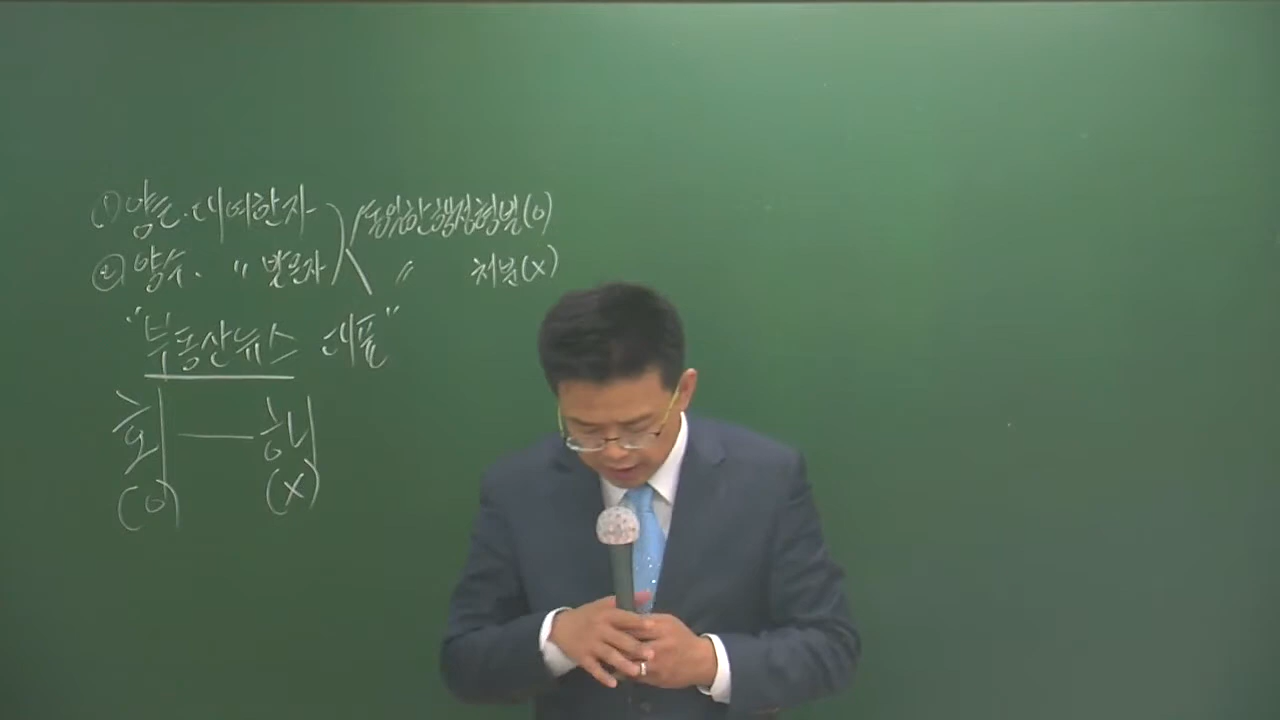 ① 양도·대여한자 동일한 행정형벌(O)
② 양수· 〃 받은자 〃 처분(X)
"부동산뉴스 대표"
회 — 해
(O) (X)